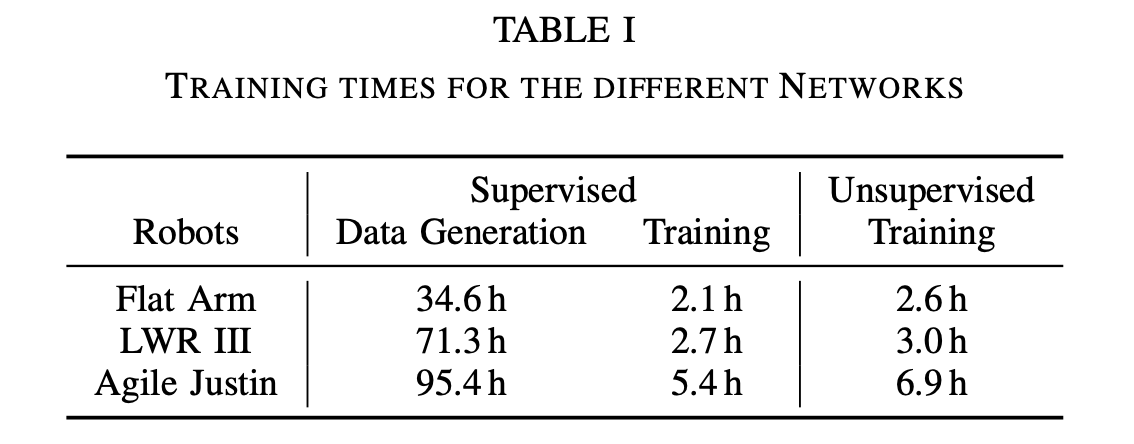 TABLE I
TRAINING TIMES FOR THE DIFFERENT NETWORKS
Supervised Unsupervised
Robots Data Generation Training Training
Flat Arm 34.6 h 2.1 h 2.6 h
LWR III 71.3 h 2.7 h 3.0 h
Agile Justin 95.4 h 5.4 h 6.9 h